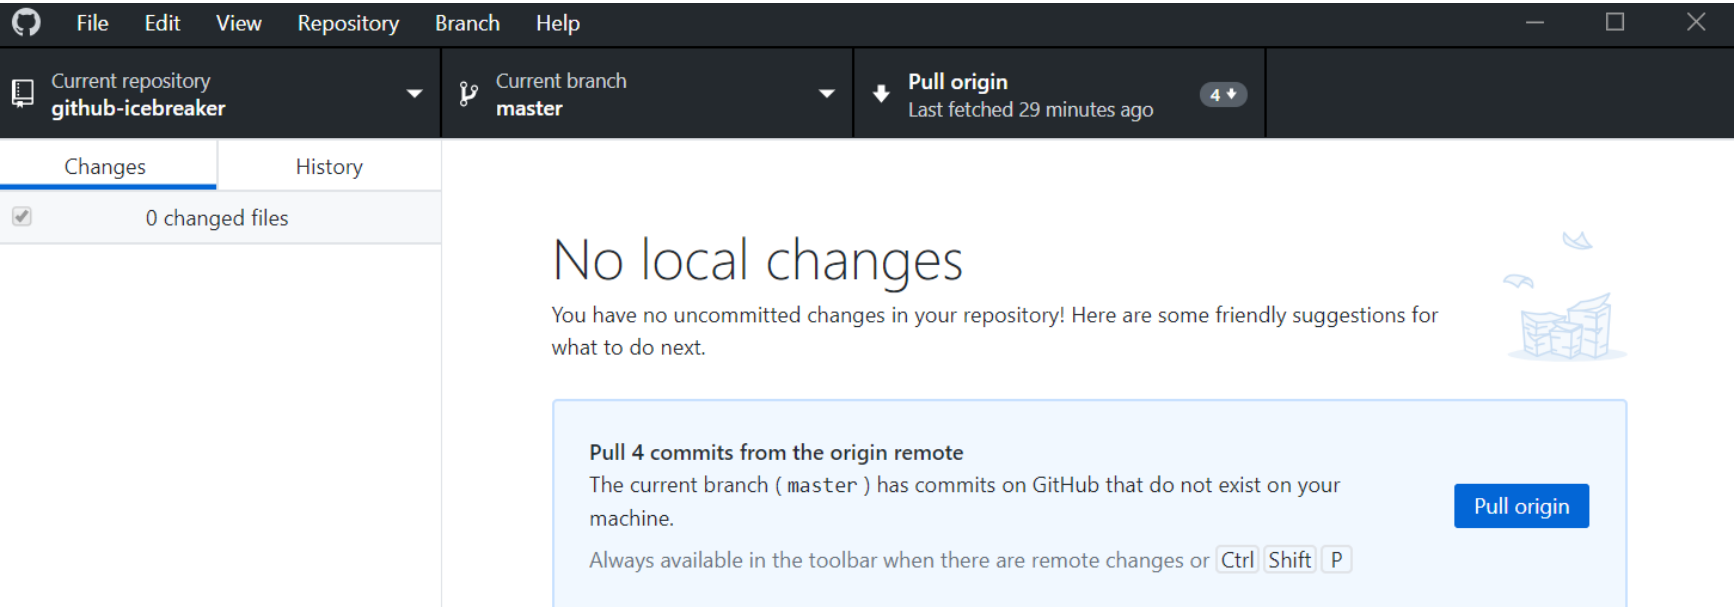 File Edit View Repository Branch Help
Current repository
github-icebreaker
Current branch
master
Pull origin
Last fetched 29 minutes ago
4
Changes
History
0 changed files
No local changes
You have no uncommitted changes in your repository! Here are some friendly suggestions for
what to do next.
Pull 4 commits from the origin remote
The current branch ( master ) has commits on GitHub that do not exist on your
machine.
Always available in the toolbar when there are remote changes or Ctrl Shift P
Pull origin